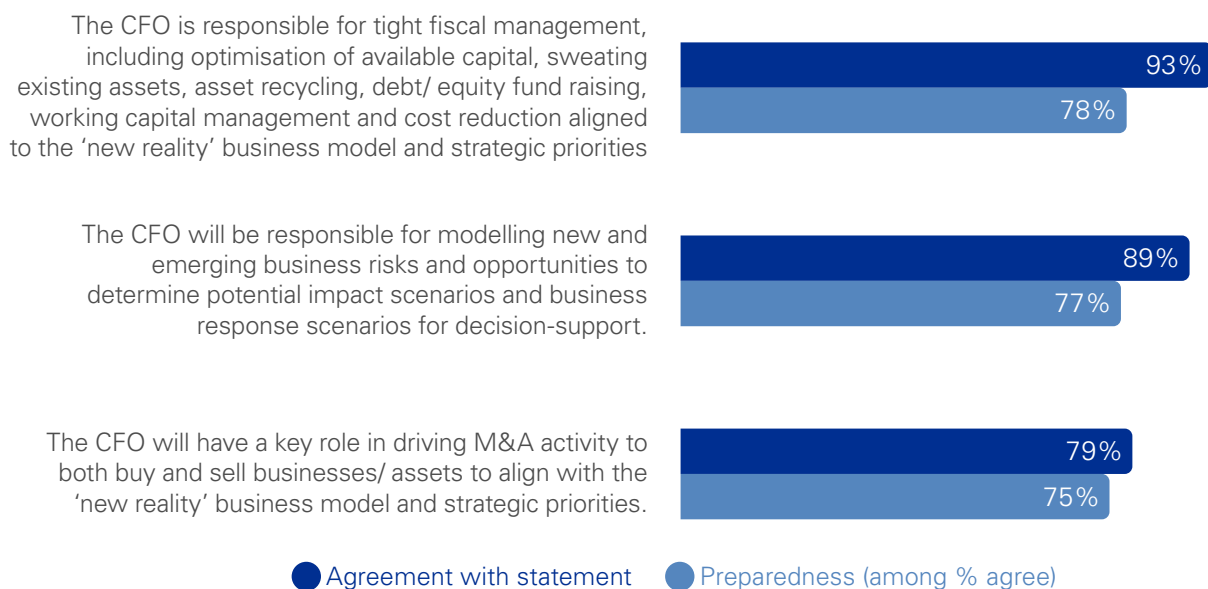 The CFO is responsible for tight fiscal management,
including optimisation of available capital, sweating
existing assets, asset recycling, debt/ equity fund raising,
working capital management and cost reduction aligned
to the ‘new reality’ business model and strategic priorities
93%
78%
The CFO will be responsible for modelling new and
emerging business risks and opportunities to
determine potential impact scenarios and business
response scenarios for decision-support.
89%
77%
The CFO will have a key role in driving M&A activity to
both buy and sell businesses/ assets to align with the
‘new reality’ business model and strategic priorities.
79%
75%
Agreement with statement
Preparedness (among % agree)